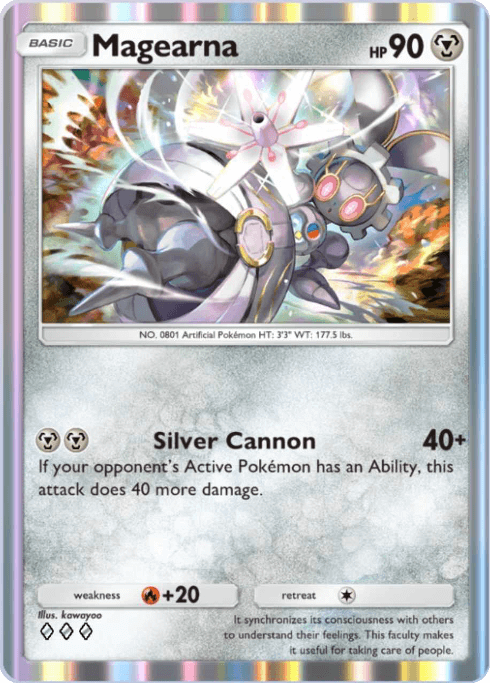 BASIC
Magearna
HP 90
NO. 0801 Artificial Pokémon HT: 3'3" WT: 177.5 lbs.
Silver Cannon 40+
If your opponent's Active Pokémon has an Ability, this
attack does 40 more damage.
weakness +20
retreat
Illus. kawayoo
It synchronizes its consciousness with others
to understand their feelings. This faculty makes
it useful for taking care of people.